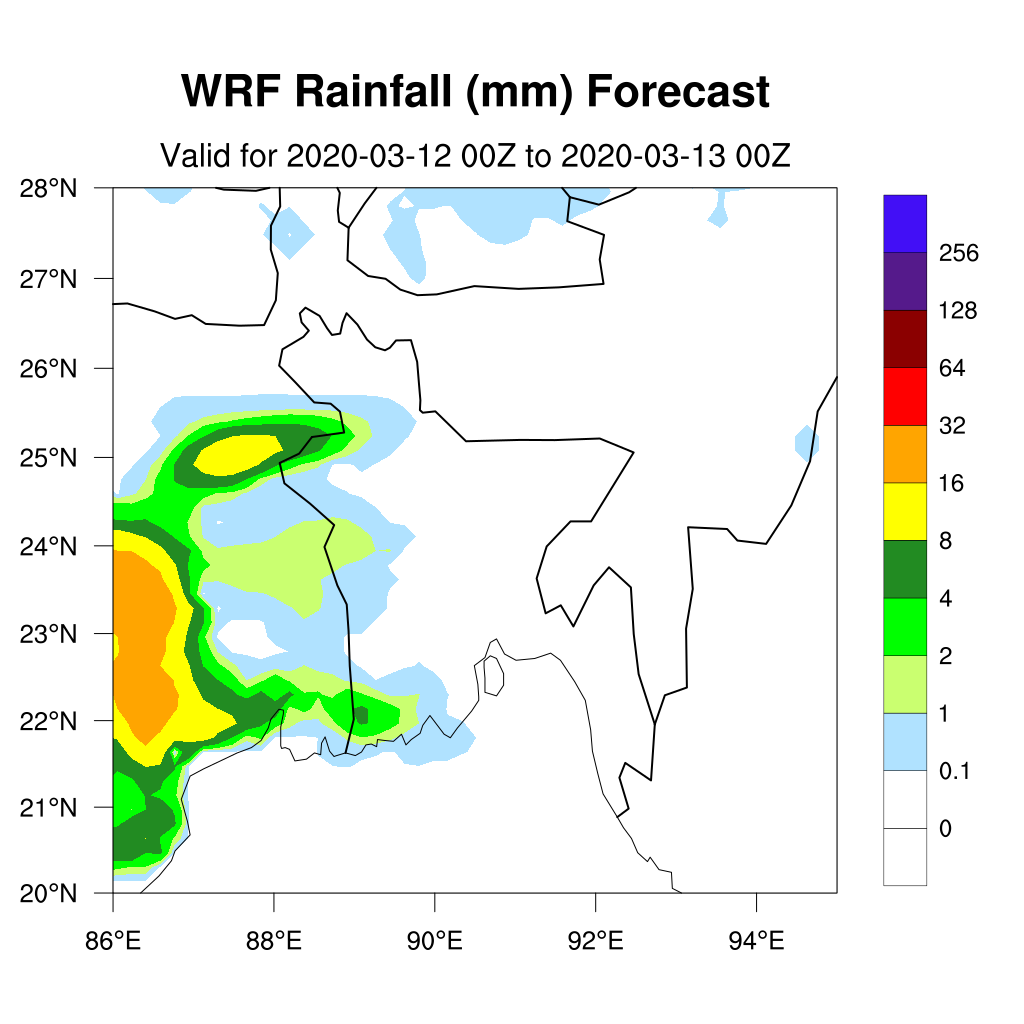 WRF Rainfall (mm) Forecast
Valid for 2020-03-12 00Z to 2020-03-13 00Z
28°N
27°N
26°N
25°N
24°N
23°N
22°N
21°N
20°N
86°E
88°E
90°E
92°E
94°E
256
128
64
32
16
8
4
2
1
0.1
0